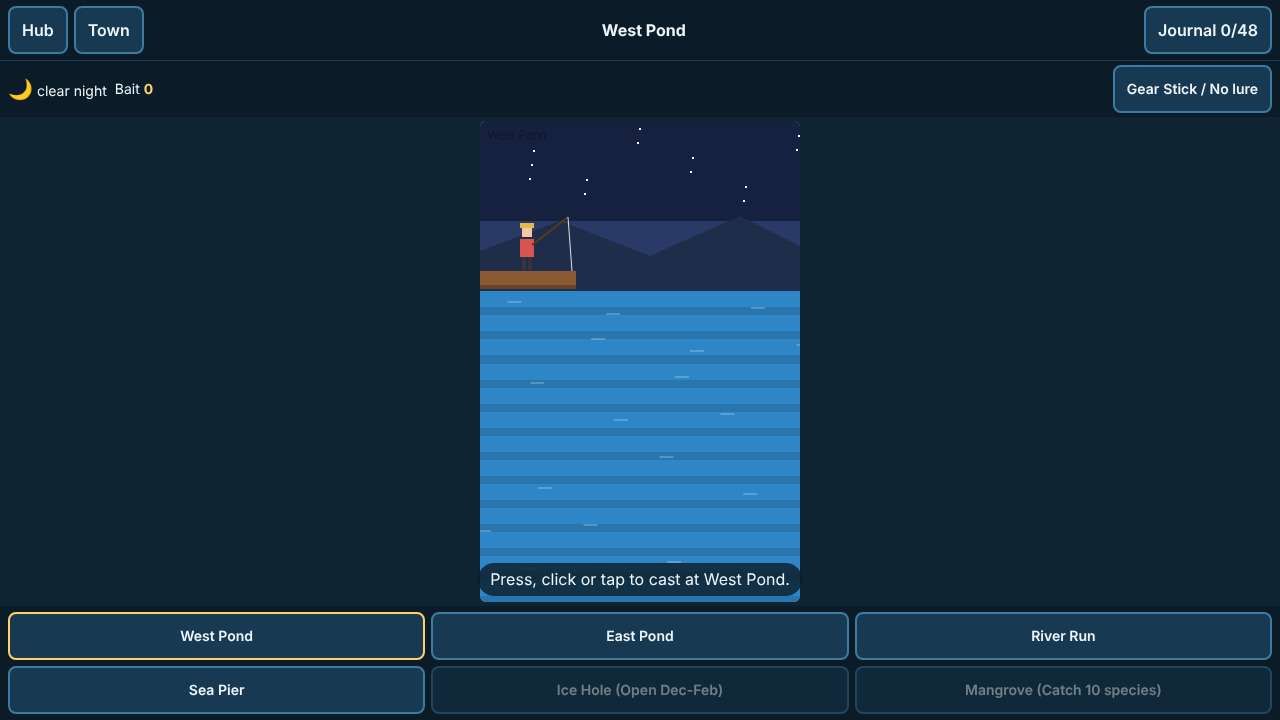 Hub
Town
West Pond
Journal 0/48
🌙 clear night
Bait 0
Gear Stick / No lure
West Pond
Press, click or tap to cast at West Pond.
West Pond
East Pond
River Run
Sea Pier
Ice Hole (Open Dec-Feb)
Mangrove (Catch 10 species)